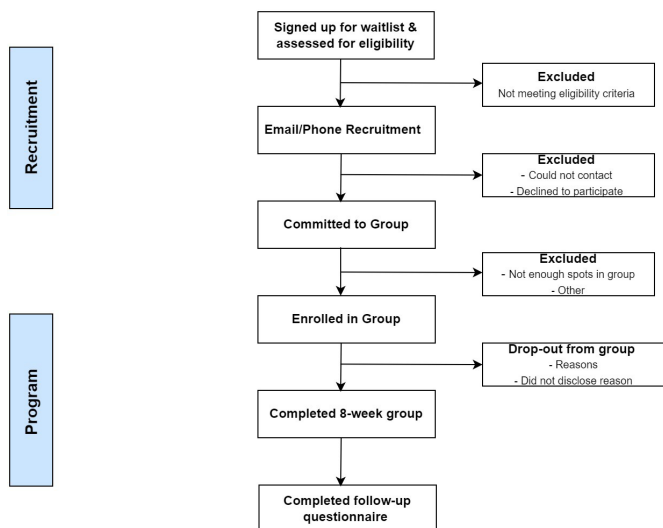 Signed up for waitlist &
assessed for eligibility
Recruitment
Excluded
Not meeting eligibility criteria
Email/Phone Recruitment
Excluded
- Could not contact
- Declined to participate
Committed to Group
Excluded
- Not enough spots in group
- Other
Enrolled in Group
Program
Drop-out from group
- Reasons
- Did not disclose reason
Completed 8-week group
Completed follow-up
questionnaire